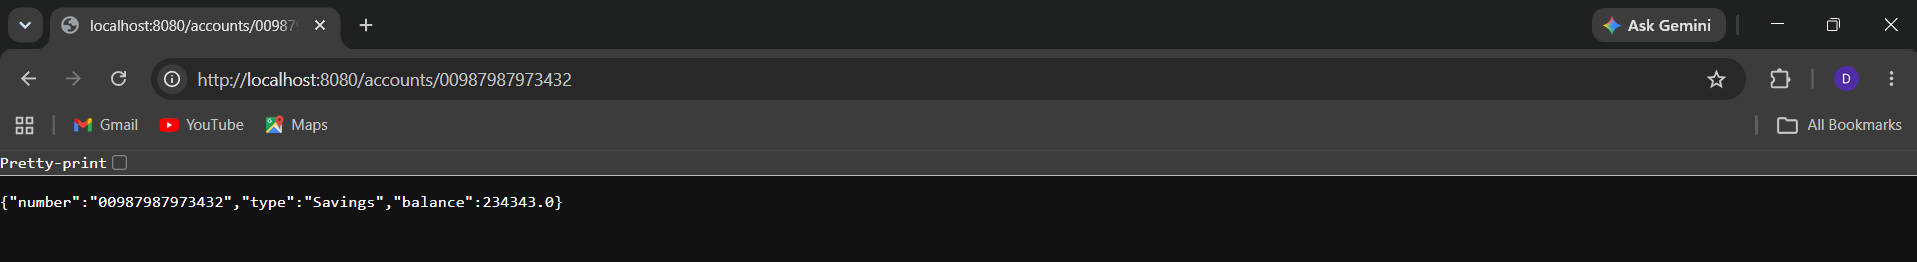 localhost:8080/accounts/00987
Ask Gemini
http://localhost:8080/accounts/00987987973432
D
Gmail YouTube Maps All Bookmarks
Pretty-print
{"number":"00987987973432","type":"Savings","balance":234343.0}